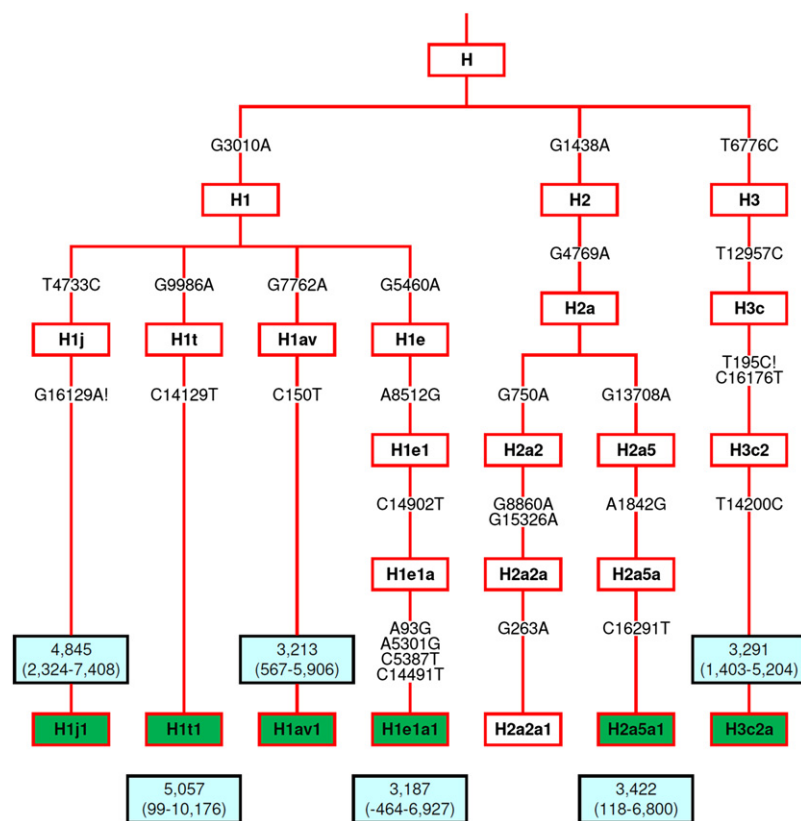 H
G3010A
G1438A
T6776C
H1
H2
H3
G4769A
T12957C
T4733C
G9986A
G7762A
G5460A
H2a
H3c
H1j
H1t
H1av
H1e
T195C!
C16176T
G16129A!
C14129T
C150T
A8512G
G750A
G13708A
H1e1
H2a2
H2a5
H3c2
C14902T
G8860A
G15326A
A1842G
T14200C
H1e1a
H2a2a
H2a5a
A93G
A5301G
C5387T
C14491T
G263A
C16291T
4,845
(2,324-7,408)
3,213
(567-5,906)
3,291
(1,403-5,204)
H1j1
H1t1
H1av1
H1e1a1
H2a2a1
H2a5a1
H3c2a
5,057
(99-10,176)
3,187
(-464-6,927)
3,422
(118-6,800)